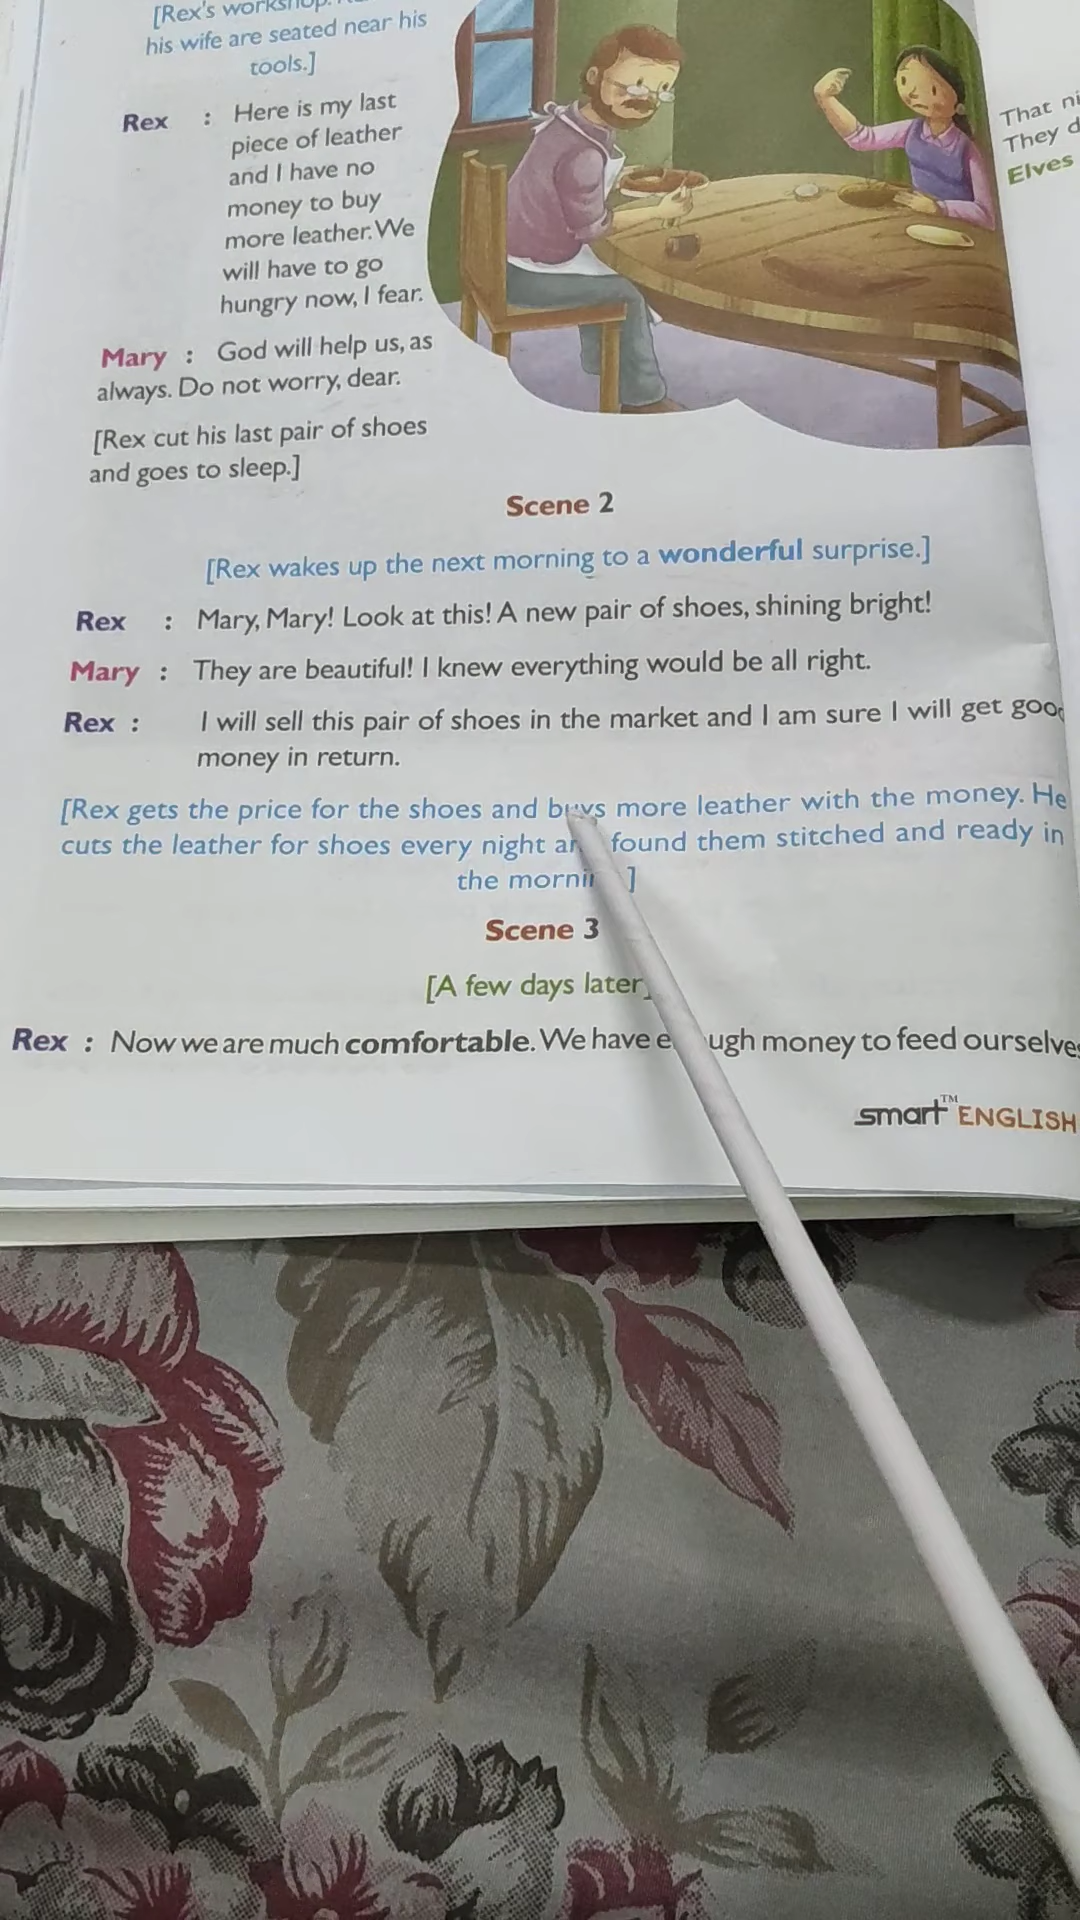 [Rex's workshop.
his wife are seated near his
tools.]
Rex : Here is my last
piece of leather
and I have no
money to buy
more leather. We
will have to go
hungry now, I fear.
Mary : God will help us, as
always. Do not worry, dear.
[Rex cut his last pair of shoes
and goes to sleep.]
Scene 2
[Rex wakes up the next morning to a wonderful surprise.]
Rex : Mary, Mary! Look at this! A new pair of shoes, shining bright!
Mary : They are beautiful! I knew everything would be all right.
Rex : I will sell this pair of shoes in the market and I am sure I will get good
money in return.
[Rex gets the price for the shoes and buys more leather with the money. He
cuts the leather for shoes every night and found them stitched and ready in
the morning]
Scene 3
[A few days later]
Rex : Now we are much comfortable. We have enough money to feed ourselves
smart™ ENGLISH
That
They
Elves